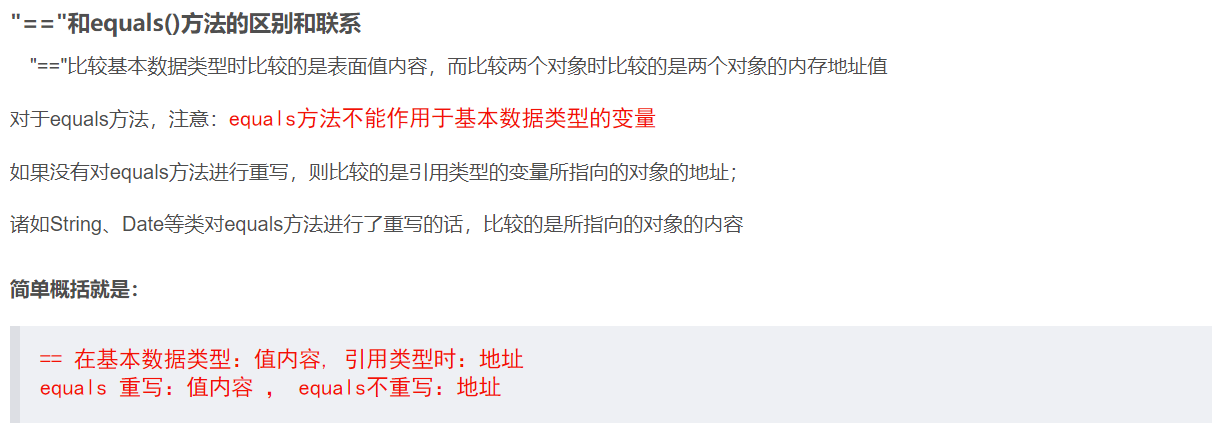 "=="和equals()方法的区别和联系
"=="比较基本数据类型时比较的是表面值内容，而比较两个对象时比较的是两个对象的内存地址值
对于equals方法，注意：equals方法不能作用于基本数据类型的变量
如果没有对equals方法进行重写，则比较的是引用类型的变量所指向的对象的地址；
诸如String、Date等类对equals方法进行了重写的话，比较的是所指向的对象的内容
简单概括就是：
== 在基本数据类型：值内容, 引用类型时：地址
equals 重写：值内容 ， equals不重写：地址